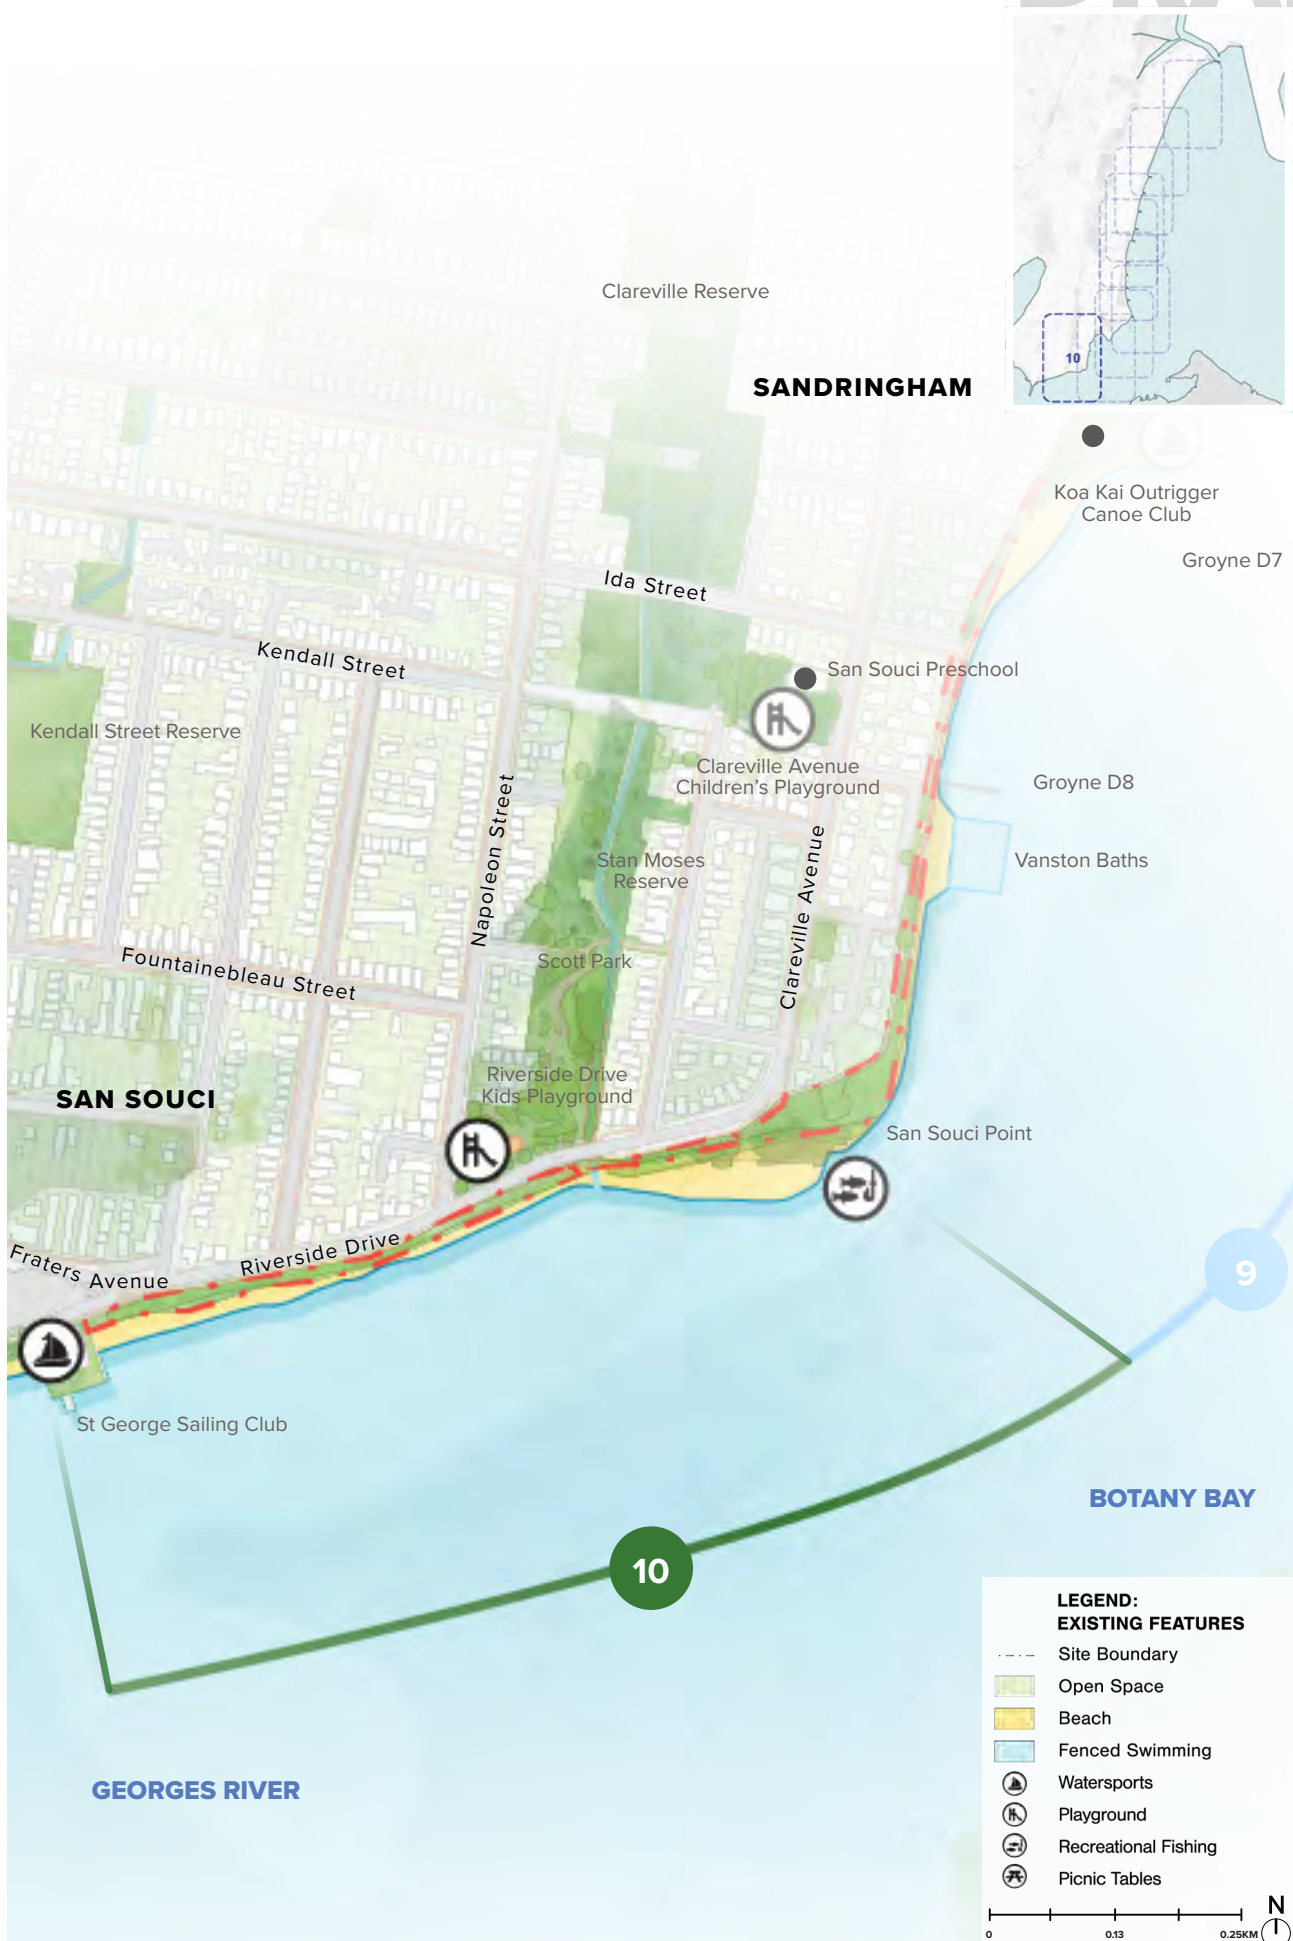 10
Clareville Reserve
SANDRINGHAM
Koa Kai Outrigger
Canoe Club
Groyne D7
Ida Street
Kendall Street
San Souci Preschool
Kendall Street Reserve
Clareville Avenue
Children's Playground
Groyne D8
Napoleon Street
Stan Moses
Reserve
Clareville Avenue
Vanston Baths
Fountainebleau Street
Scott Park
SAN SOUCI
Riverside Drive
Kids Playground
San Souci Point
Fraters Avenue
Riverside Drive
9
St George Sailing Club
BOTANY BAY
10
GEORGES RIVER
LEGEND:
EXISTING FEATURES
Site Boundary
Open Space
Beach
Fenced Swimming
Watersports
Playground
Recreational Fishing
Picnic Tables
N
0 0.13 0.25KM